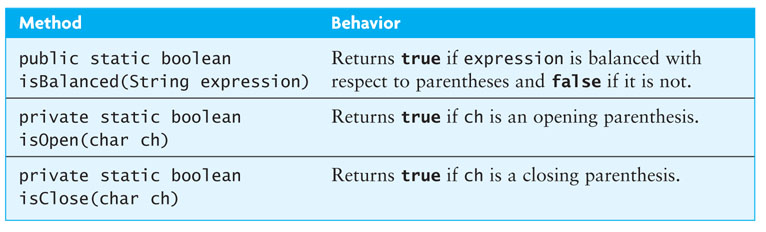 Method Behavior
public static boolean Returns true if expression is balanced with
isBalanced(String expression) respect to parentheses and false if it is not.
private static boolean Returns true if ch is an opening parenthesis.
isOpen(char ch)
private static boolean Returns true if ch is a closing parenthesis.
isClose(char ch)